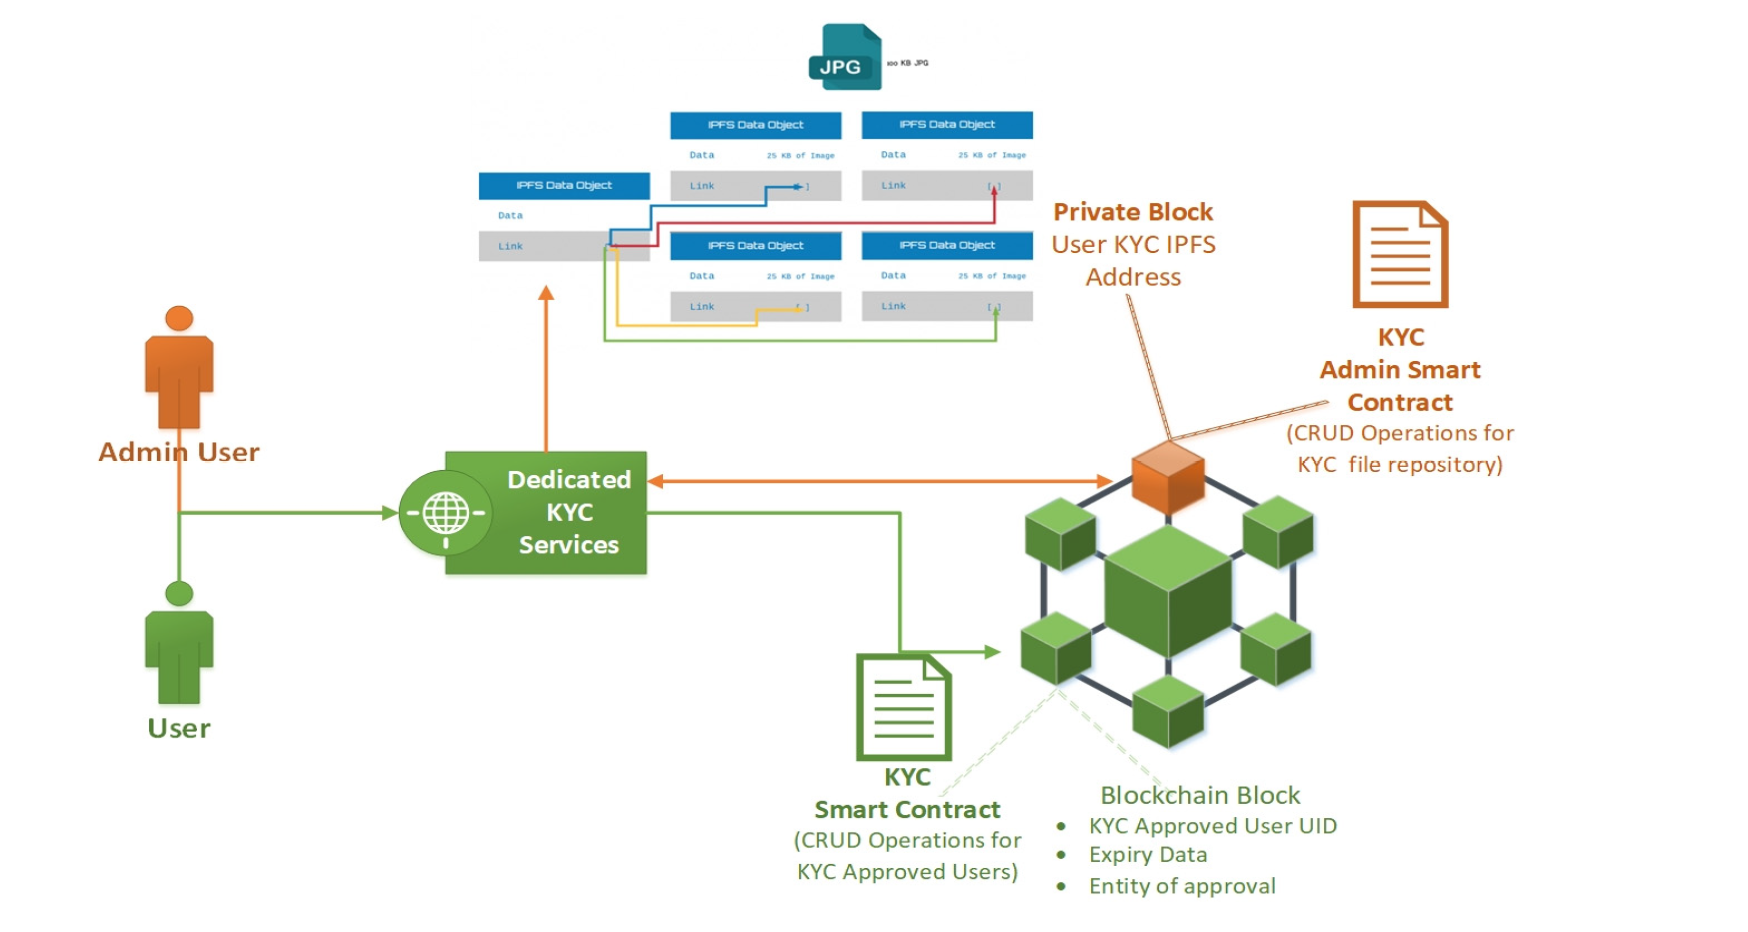 JPG
100 KB JPG
IPFS Data Object
Data 25 KB of Image
Link [ ]
IPFS Data Object
Data 25 KB of Image
Link [ ]
IPFS Data Object
Data
Link
IPFS Data Object
Data 25 KB of Image
Link [ ]
IPFS Data Object
Data 25 KB of Image
Link [ ]
Private Block
User KYC IPFS
Address
KYC
Admin Smart
Contract
(CRUD Operations for
KYC file repository)
Admin User
Dedicated
KYC
Services
User
KYC
Smart Contract
(CRUD Operations for
KYC Approved Users)
Blockchain Block
• KYC Approved User UID
• Expiry Data
• Entity of approval